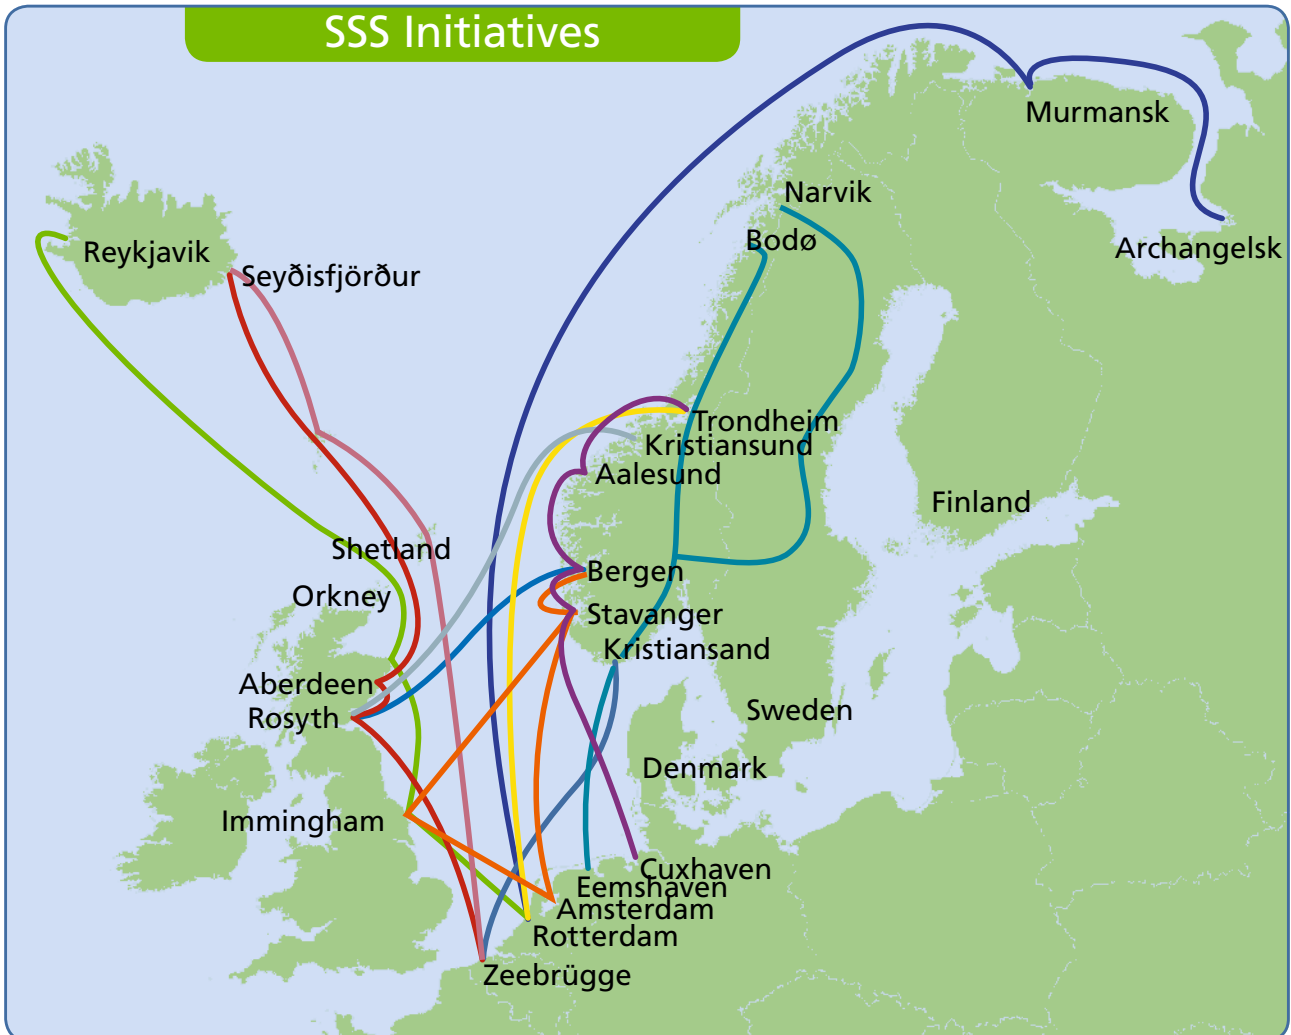 SSS Initiatives
Murmansk
Narvik
Bodø
Archangelsk
Reykjavik
Seyðisfjörður
Trondheim
Kristiansund
Aalesund
Finland
Shetland
Bergen
Orkney
Stavanger
Kristiansand
Aberdeen
Rosyth
Sweden
Denmark
Immingham
Cuxhaven
Eemshaven
Amsterdam
Rotterdam
Zeebrügge